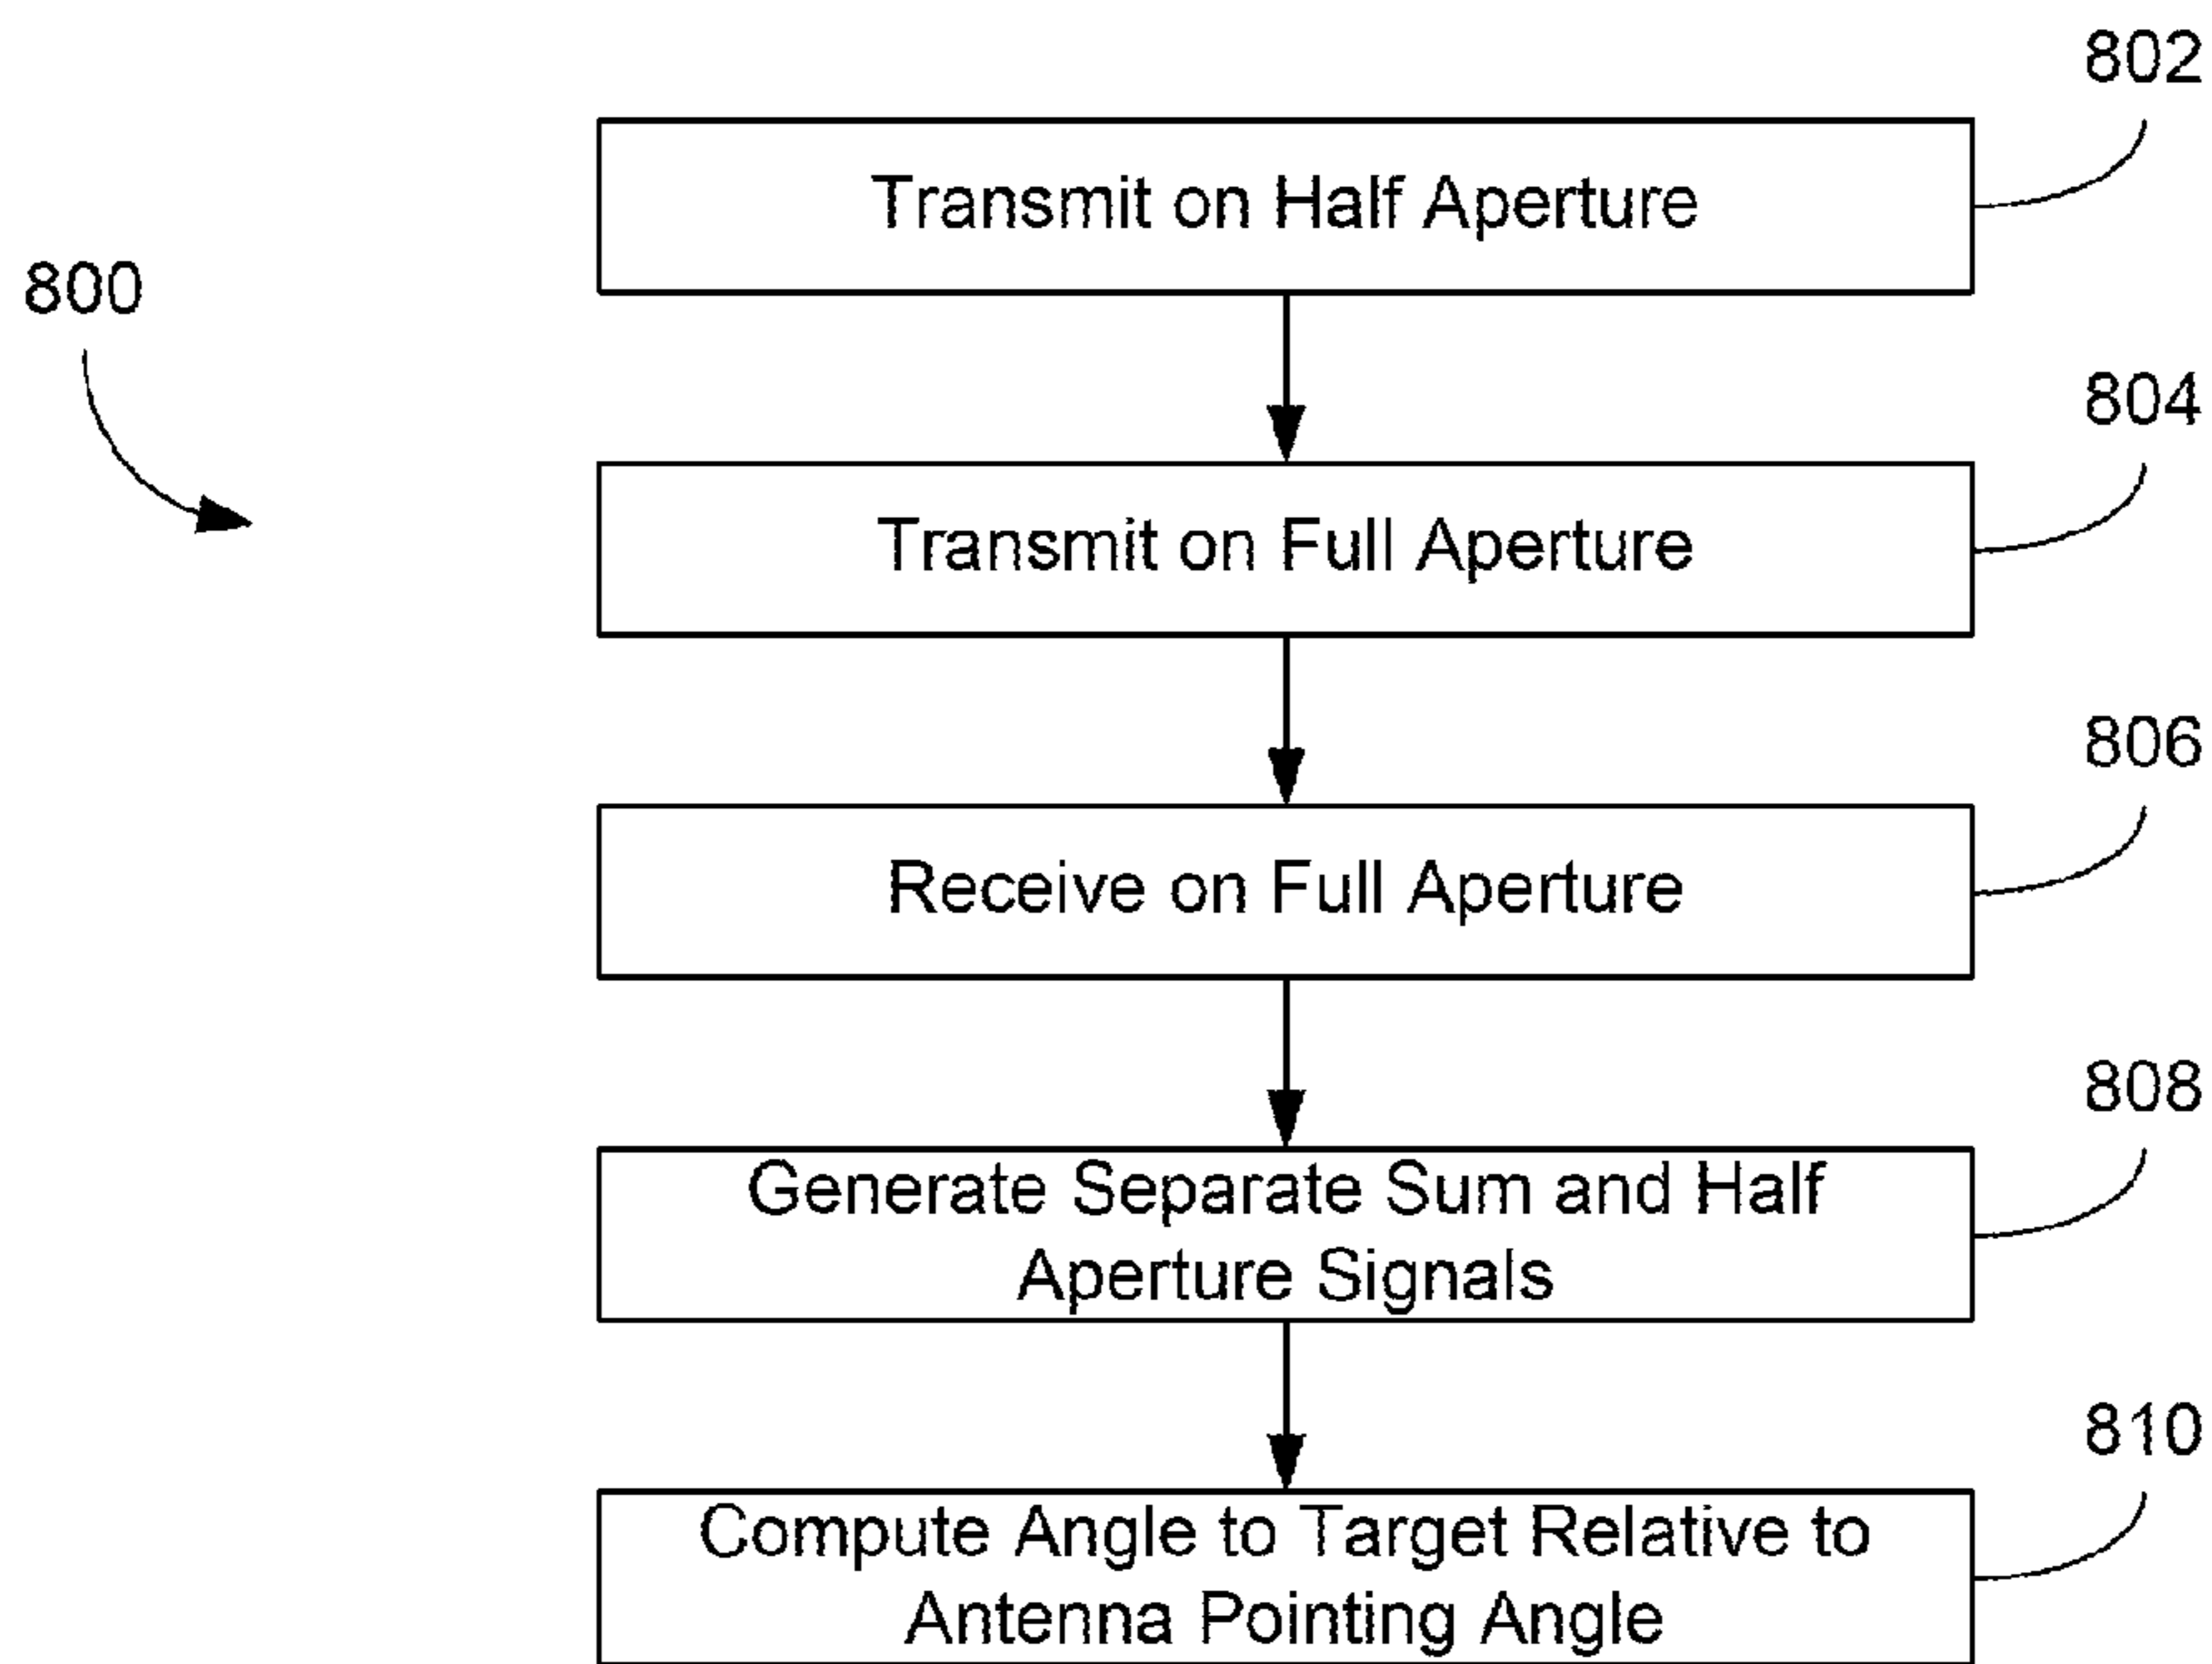 802
Transmit on Half Aperture
800
804
Transmit on Full Aperture
806
Receive on Full Aperture
808
Generate Separate Sum and Half
Aperture Signals
810
Compute Angle to Target Relative to
Antenna Pointing Angle